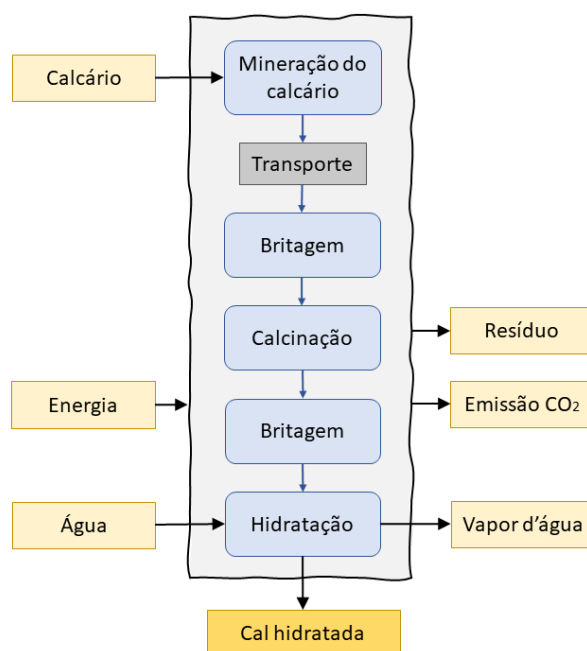 Calcário
Mineração do
calcário
Transporte
Britagem
Calcinação
Resíduo
Energia
Emissão CO₂
Britagem
Água
Hidratação
Vapor d'água
Cal hidratada